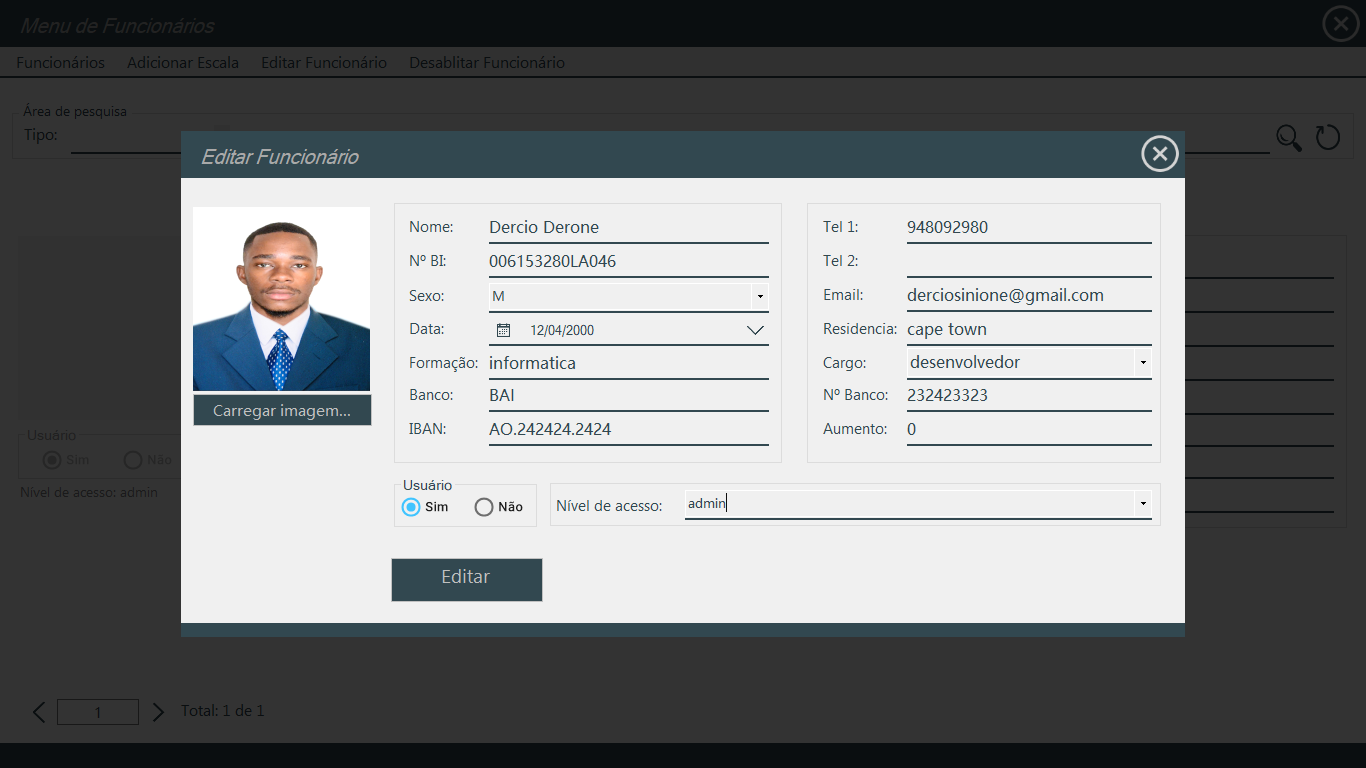 Menu de Funcionários
Funcionários Adicionar Escala Editar Funcionário Desablitar Funcionário
Área de pesquisa
Tipo:
Editar Funcionário
Carregar imagem...
Nome: Dercio Derone
Nº BI: 006153280LA046
Sexo: M
Data: 12/04/2000
Formação: informatica
Banco: BAI
IBAN: AO.242424.2424
Tel 1: 948092980
Tel 2:
Email: derciosinione@gmail.com
Residencia: cape town
Cargo: desenvolvedor
Nº Banco: 232423323
Aumento: 0
Usuário
Sim Não
Nível de acesso: admin
Editar
Usuário
Sim Não
Nível de acesso: admin
1 Total: 1 de 1